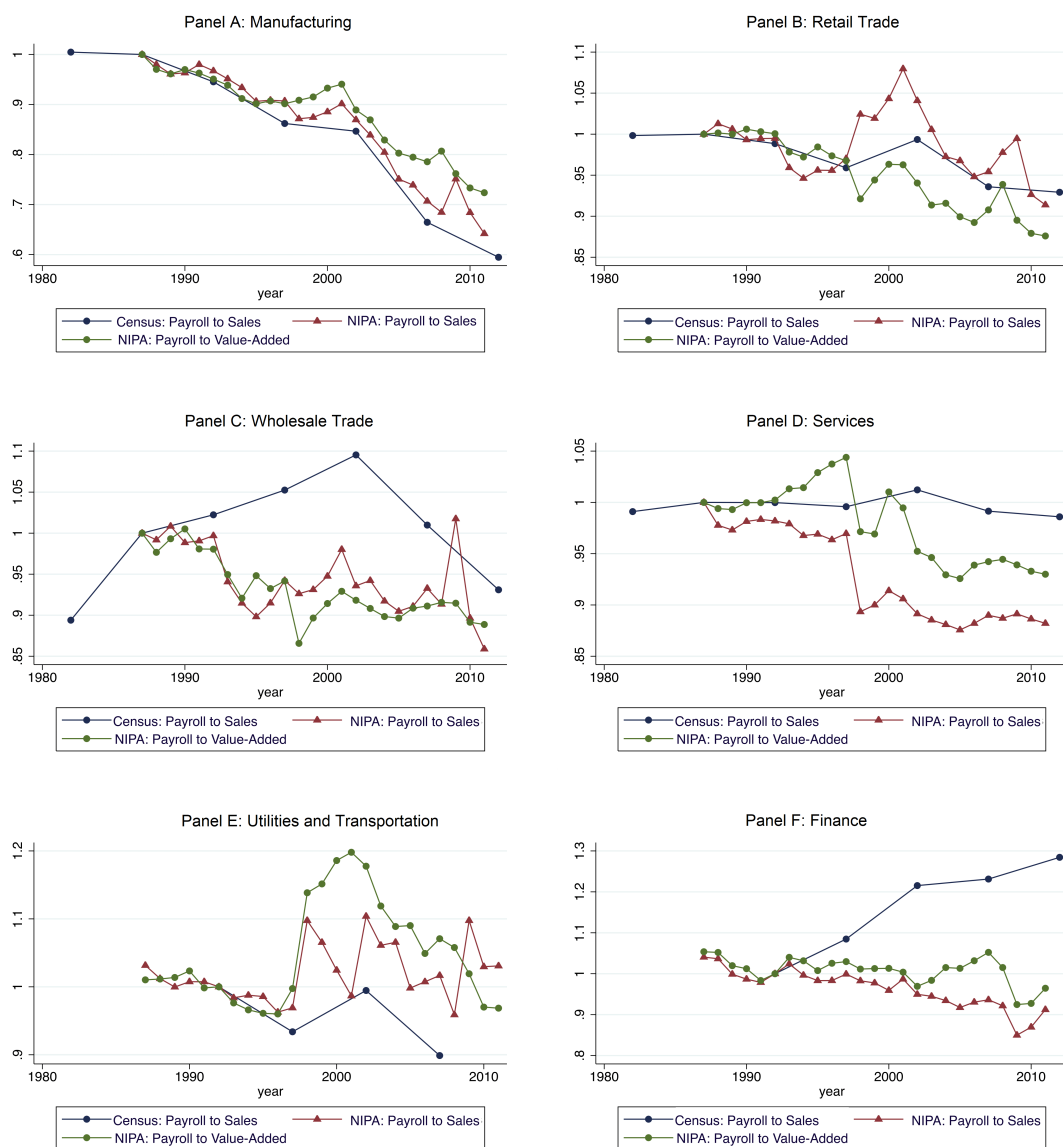 Panel A: Manufacturing
1
.9
.8
.7
.6
1980
1990
2000
2010
year
Census: Payroll to Sales
NIPA: Payroll to Sales
NIPA: Payroll to Value-Added
Panel B: Retail Trade
1.1
1.05
1
.95
.9
.85
1980
1990
2000
2010
year
Census: Payroll to Sales
NIPA: Payroll to Sales
NIPA: Payroll to Value-Added
Panel C: Wholesale Trade
1.1
1.05
1
.95
.9
.85
1980
1990
2000
2010
year
Census: Payroll to Sales
NIPA: Payroll to Sales
NIPA: Payroll to Value-Added
Panel D: Services
1.05
1
.95
.9
.85
1980
1990
2000
2010
year
Census: Payroll to Sales
NIPA: Payroll to Sales
NIPA: Payroll to Value-Added
Panel E: Utilities and Transportation
1.2
1.1
1
.9
1980
1990
2000
2010
year
Census: Payroll to Sales
NIPA: Payroll to Sales
NIPA: Payroll to Value-Added
Panel F: Finance
1.3
1.2
1.1
1
.9
.8
1980
1990
2000
2010
year
Census: Payroll to Sales
NIPA: Payroll to Sales
NIPA: Payroll to Value-Added